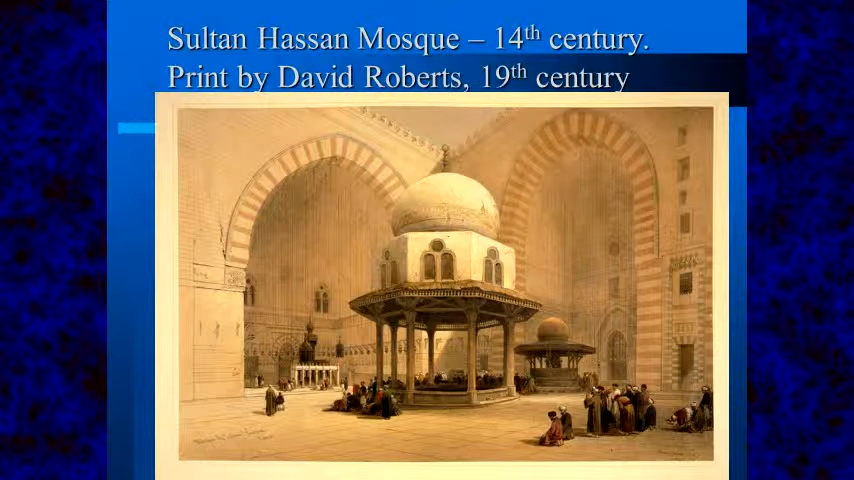 Sultan Hassan Mosque – 14th century.
Print by David Roberts, 19th century